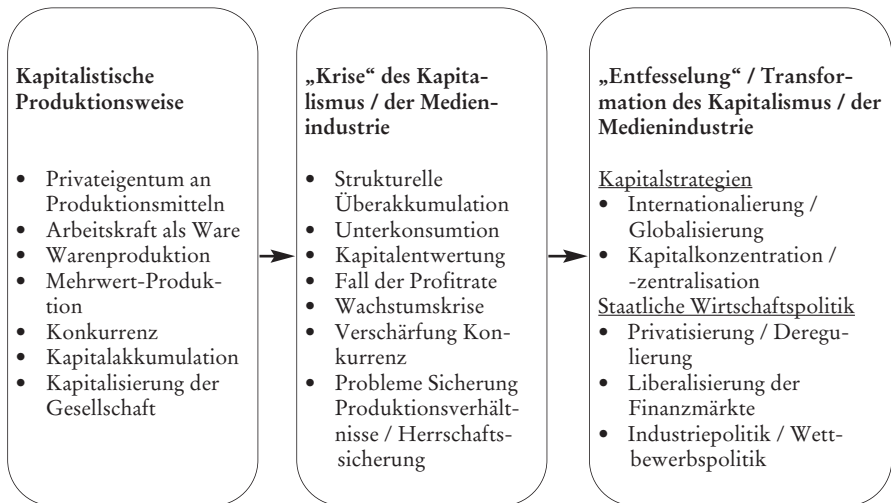 Kapitalistische
Produktionsweise
• Privateigentum an
Produktionsmitteln
• Arbeitskraft als Ware
• Warenproduktion
• Mehrwert-Produk-
tion
• Konkurrenz
• Kapitalakkumulation
• Kapitalisierung der
Gesellschaft
„Krise“ des Kapita-
lismus / der Medien-
industrie
• Strukturelle
Überakkumulation
• Unterkonsumtion
• Kapitalentwertung
• Fall der Profitrate
• Wachstumskrise
• Verschärfung Kon-
kurrenz
• Probleme Sicherung
Produktionsverhält-
nisse / Herrschafts-
sicherung
„Entfesselung“ / Transfor-
mation des Kapitalismus / der
Medienindustrie
Kapitalstrategien
• Internationalierung /
Globalisierung
• Kapitalkonzentration /
-zentralisation
Staatliche Wirtschaftspolitik
• Privatisierung / Deregu-
lierung
• Liberalisierung der
Finanzmärkte
• Industriepolitik / Wett-
bewerbspolitik